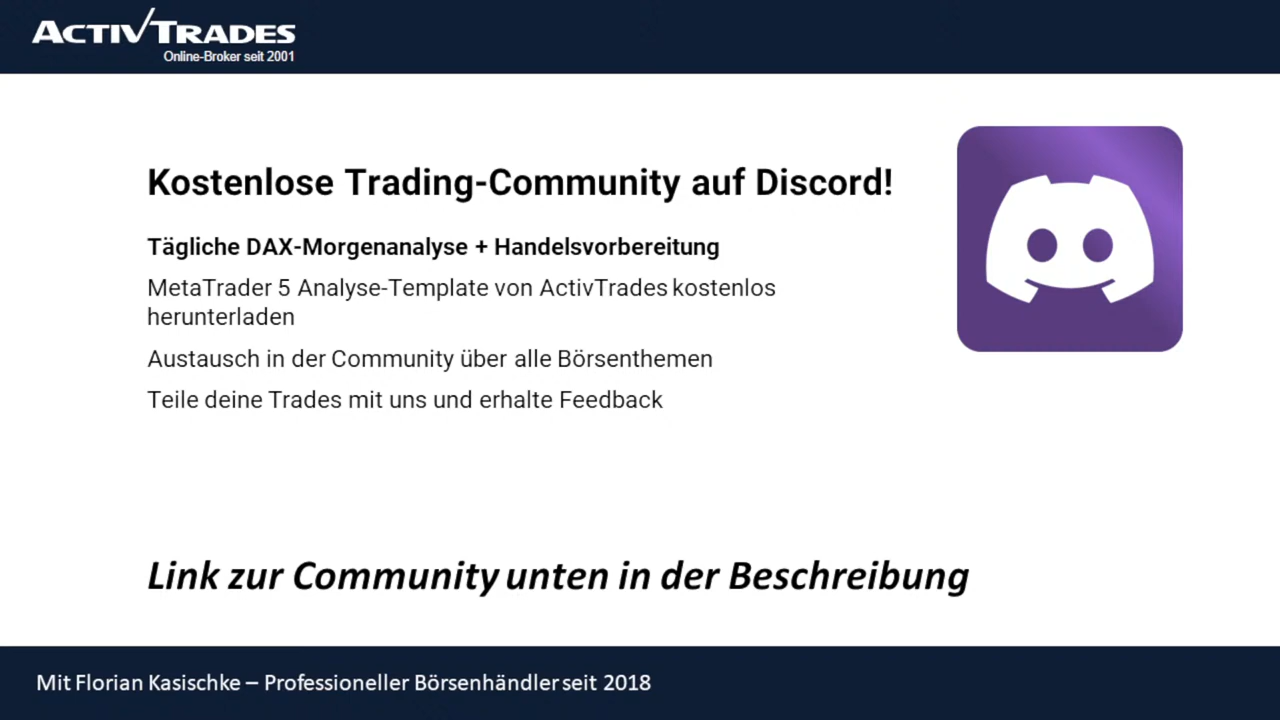 ACTIVTRADES
Online-Broker seit 2001
Kostenlose Trading-Community auf Discord!
Tägliche DAX-Morgenanalyse + Handelsvorbereitung
MetaTrader 5 Analyse-Template von ActivTrades kostenlos
herunterladen
Austausch in der Community über alle Börsenthemen
Teile deine Trades mit uns und erhalte Feedback
Link zur Community unten in der Beschreibung
Mit Florian Kasischke – Professioneller Börsenhändler seit 2018